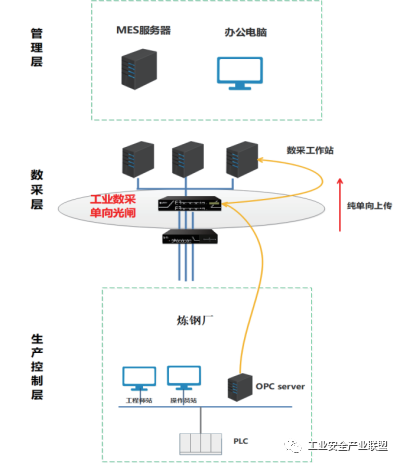 管理层
MES服务器
办公电脑
数采层
数采工作站
工业数采
单向光闸
纯单向上传
生产控制层
炼钢厂
工程师站
操作员站
OPC server
PLC
工业安全产业联盟